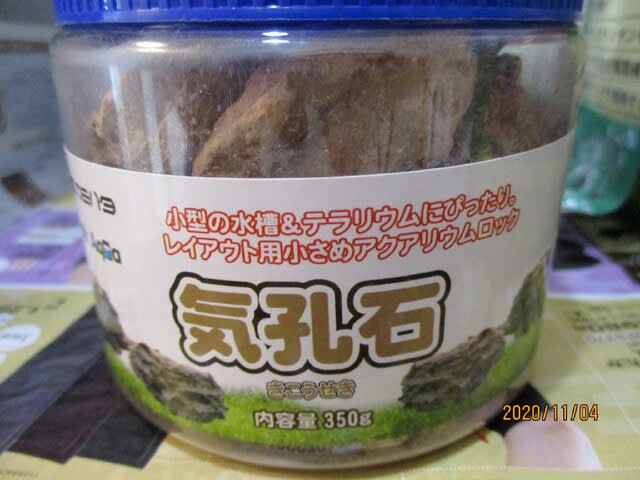 Aqua
小型の水槽&テラリウムにぴったり。
レイアウト用小さめアクアリウムロック
気孔石
きこうせき
内容量 350g
2020/11/04